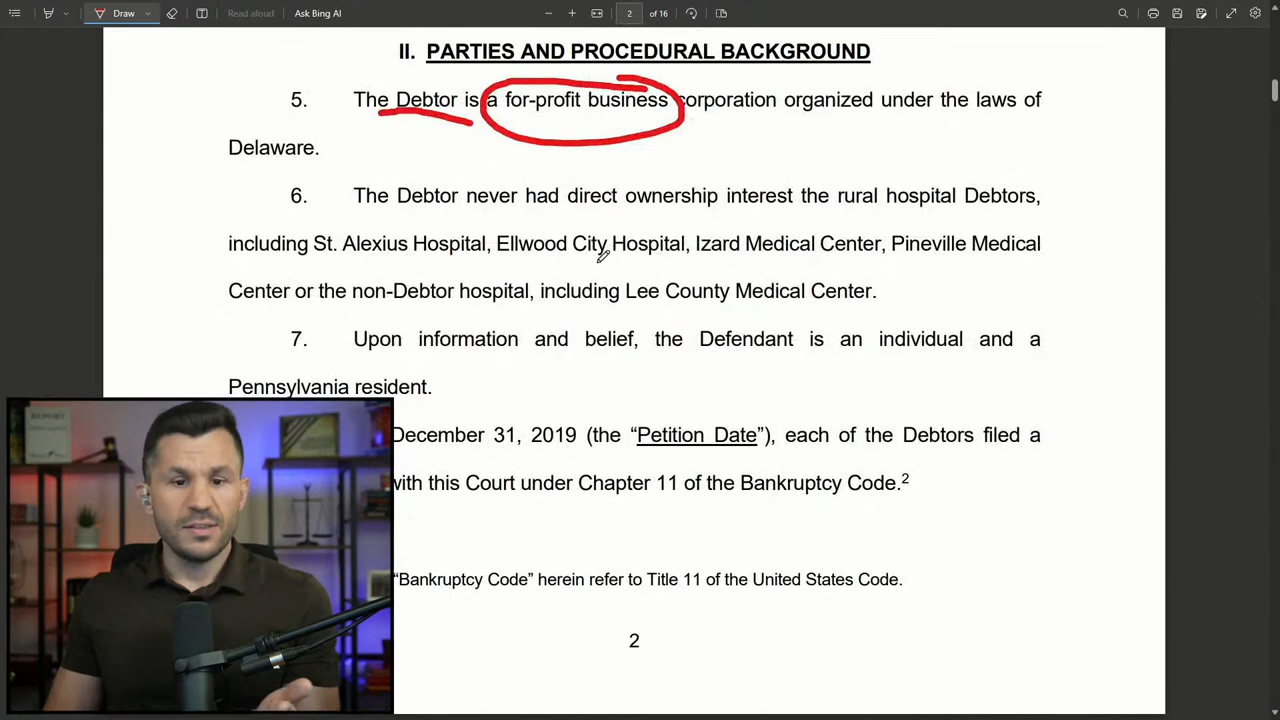 Draw
Read aloud
Ask Bing AI
2 of 16
II. PARTIES AND PROCEDURAL BACKGROUND
5. The Debtor is a for-profit business corporation organized under the laws of
Delaware.
6. The Debtor never had direct ownership interest the rural hospital Debtors,
including St. Alexius Hospital, Ellwood City Hospital, Izard Medical Center, Pineville Medical
Center or the non-Debtor hospital, including Lee County Medical Center.
7. Upon information and belief, the Defendant is an individual and a
Pennsylvania resident.
December 31, 2019 (the “Petition Date”), each of the Debtors filed a
with this Court under Chapter 11 of the Bankruptcy Code.2
“Bankruptcy Code” herein refer to Title 11 of the United States Code.
2